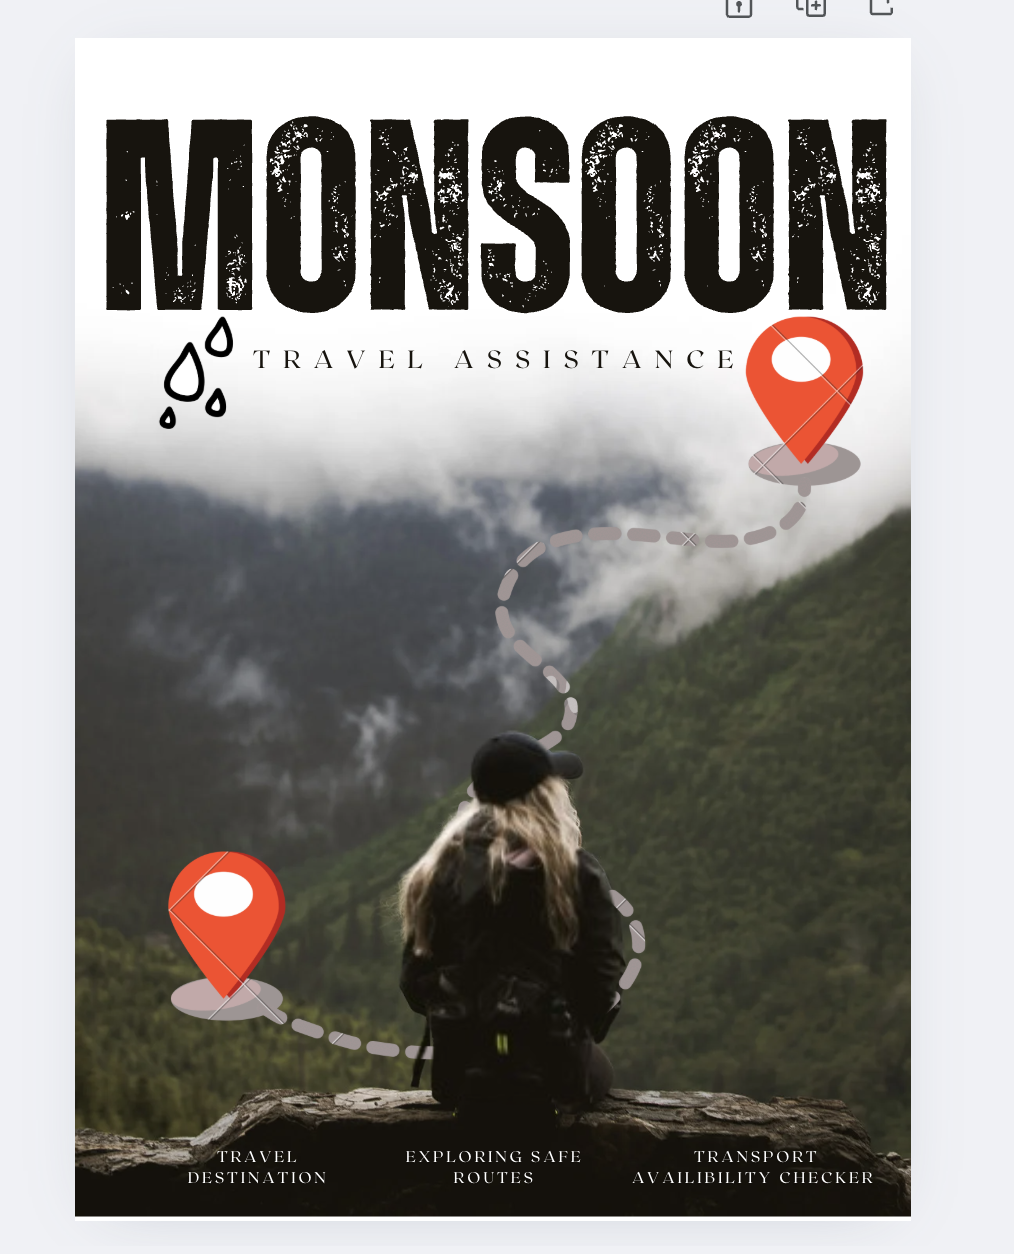 MONSOON
TRAVEL ASSISTANCE
TRAVEL
DESTINATION
EXPLORING SAFE
ROUTES
TRANSPORT
AVAILIBILITY CHECKER